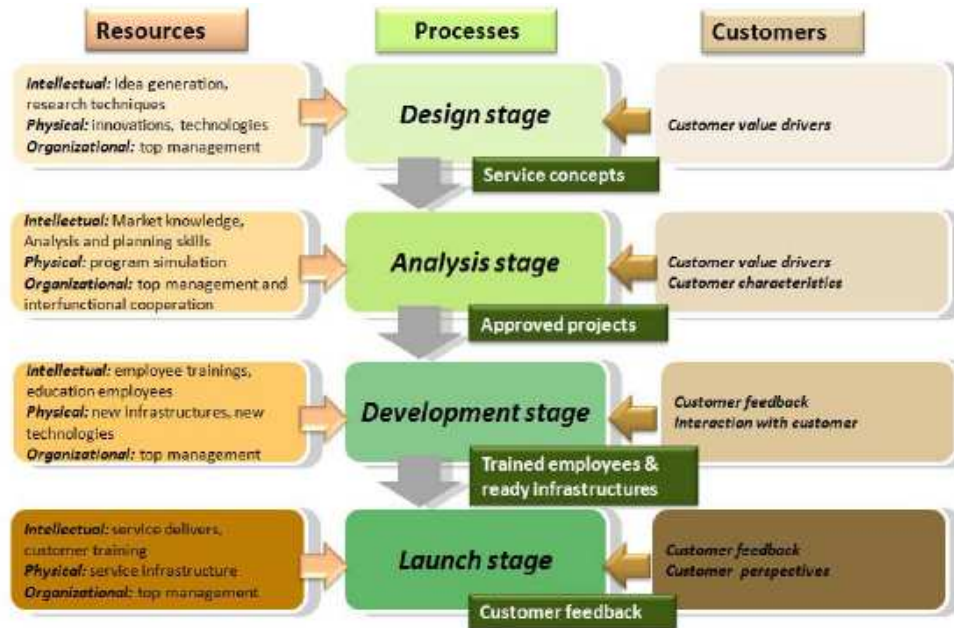 Resources
Processes
Customers
Intellectual: Idea generation,
research techniques
Physical: innovations, technologies
Organizational: top management
Design stage
Customer value drivers
Service concepts
Intellectual: Market knowledge,
Analysis and planning skills
Physical: program simulation
Organizational: top management and
interfunctional cooperation
Analysis stage
Customer value drivers
Customer characteristics
Approved projects
Intellectual: employee trainings,
education employees
Physical: new infrastructures, new
technologies
Organizational: top management
Development stage
Customer feedback
Interaction with customer
Trained employees &
ready infrastructures
Intellectual: service delivers,
customer training
Physical: service infrastructure
Organizational: top management
Launch stage
Customer feedback
Customer perspectives
Customer feedback